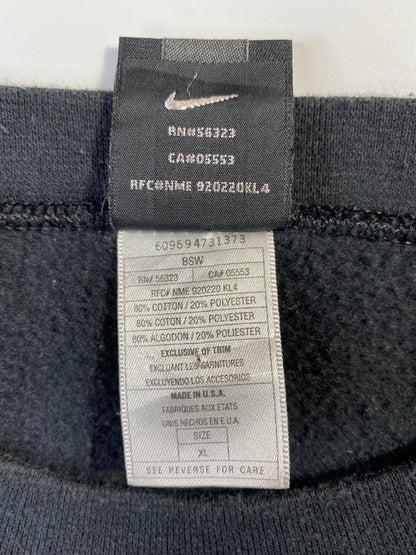 RN#56323
CA#05553
RFC#NME 920220KL4
609694731373
BSW
RN# 56323 CA# 05553
RFC# NME 920220 KL4
80% COTTON / 20% POLYESTER
80% COTON / 20% POLYESTER
80% ALGODON / 20% POLIESTER
EXCLUSIVE OF TRIM
EXCLUANT LES GARNITURES
EXCLUYENDO LOS ACCESORIOS
MADE IN U.S.A.
FABRIQUES AUX ETATS
UNIS HECHOS EN E.U.A.
SIZE
XL
SEE REVERSE FOR CARE